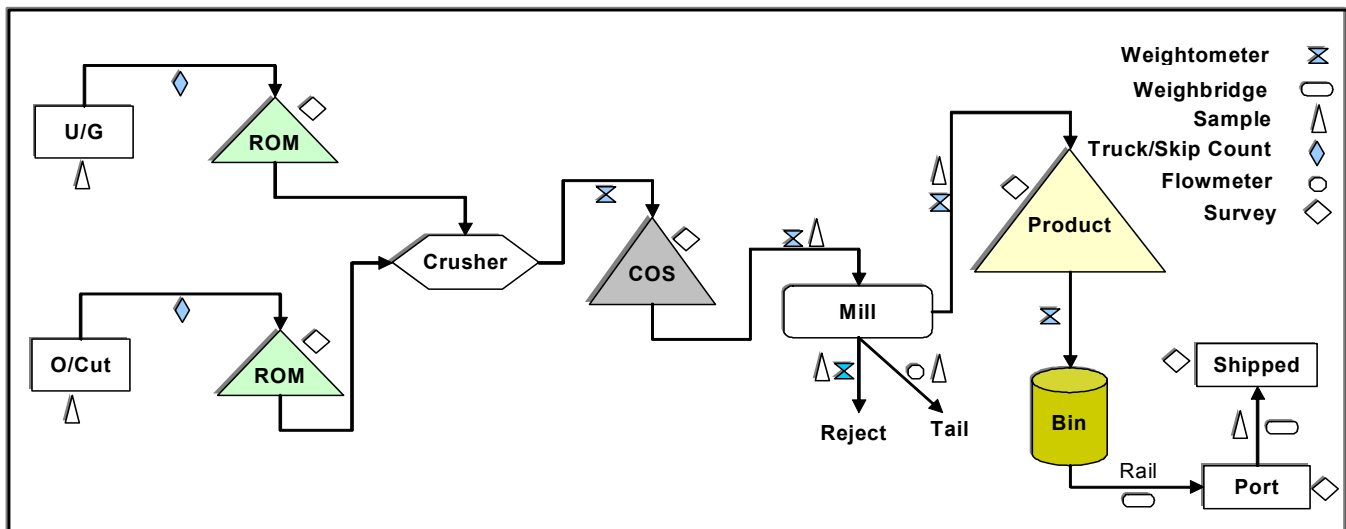 Weightometer
Weighbridge
Sample
Truck/Skip Count
Flowmeter
Survey
U/G
ROM
Crusher
O/Cut
ROM
COS
Mill
Reject
Tail
Product
Bin
Rail
Port
Shipped